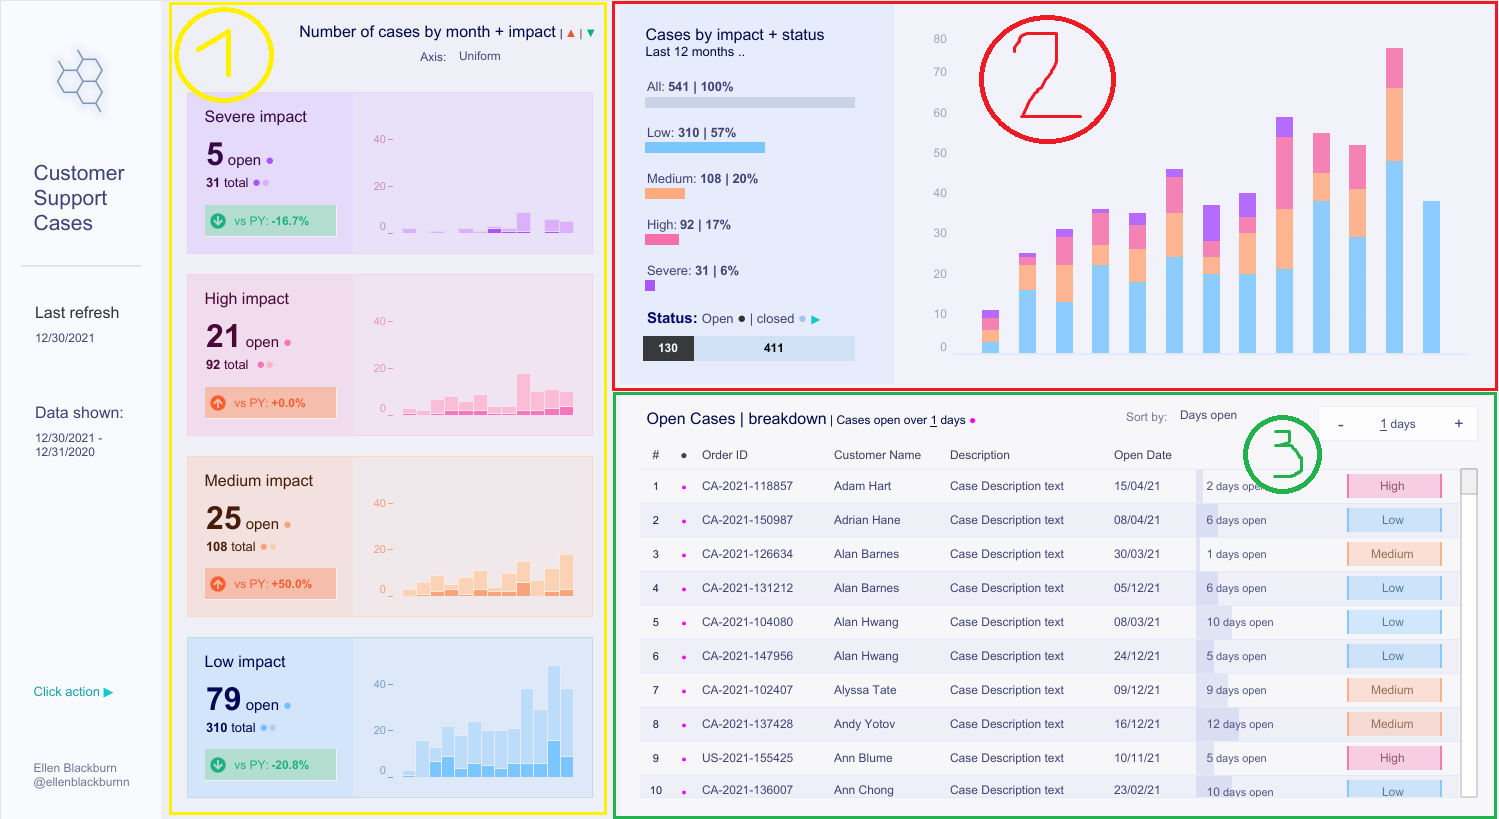 Customer
Support
Cases
Last refresh
12/30/2021
Data shown:
12/30/2021 -
12/31/2020
Click action ▶
Ellen Blackburn
@ellenblackburnn
1
Number of cases by month + impact | ▲ | ▼
Axis: Uniform
Severe impact
5 open ●
31 total ●●
vs PY: -16.7%
40
20
0
High impact
21 open ●
92 total ●●
vs PY: +0.0%
40
20
0
Medium impact
25 open ●
108 total ●●
vs PY: +50.0%
40
20
0
Low impact
79 open ●
310 total ●●
vs PY: -20.8%
40
20
0
2
Cases by impact + status
Last 12 months ..
All: 541 | 100%
Low: 310 | 57%
Medium: 108 | 20%
High: 92 | 17%
Severe: 31 | 6%
Status: Open ● | closed ● ▶
130 411
80
70
60
50
40
30
20
10
0
3
Open Cases | breakdown | Cases open over 1 days ●
Sort by: Days open
- 1 days +
# ● Order ID Customer Name Description Open Date
1 ● CA-2021-118857 Adam Hart Case Description text 15/04/21 2 days open High
2 ● CA-2021-150987 Adrian Hane Case Description text 08/04/21 6 days open Low
3 ● CA-2021-126634 Alan Barnes Case Description text 30/03/21 1 days open Medium
4 ● CA-2021-131212 Alan Barnes Case Description text 05/12/21 6 days open Low
5 ● CA-2021-104080 Alan Hwang Case Description text 08/03/21 10 days open Low
6 ● CA-2021-147956 Alan Hwang Case Description text 24/12/21 5 days open Low
7 ● CA-2021-102407 Alyssa Tate Case Description text 09/12/21 9 days open Medium
8 ● CA-2021-137428 Andy Yotov Case Description text 16/12/21 12 days open Medium
9 ● US-2021-155425 Ann Blume Case Description text 10/11/21 5 days open High
10 ● CA-2021-136007 Ann Chong Case Description text 23/02/21 10 days open Low